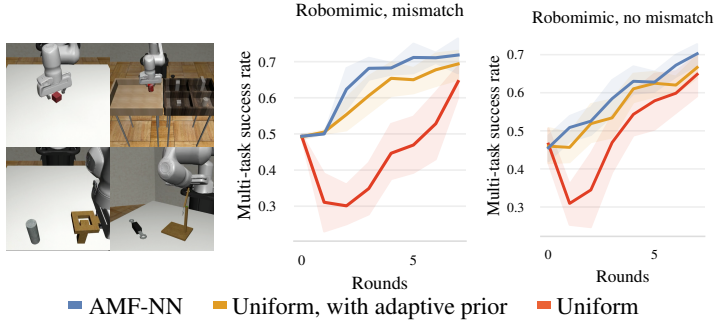 Robomimic, mismatch
Multi-task success rate
0.7
0.6
0.5
0.4
0.3
0
5
Rounds
Robomimic, no mismatch
Multi-task success rate
0.7
0.6
0.5
0.4
0.3
0
5
Rounds
AMF-NN
Uniform, with adaptive prior
Uniform